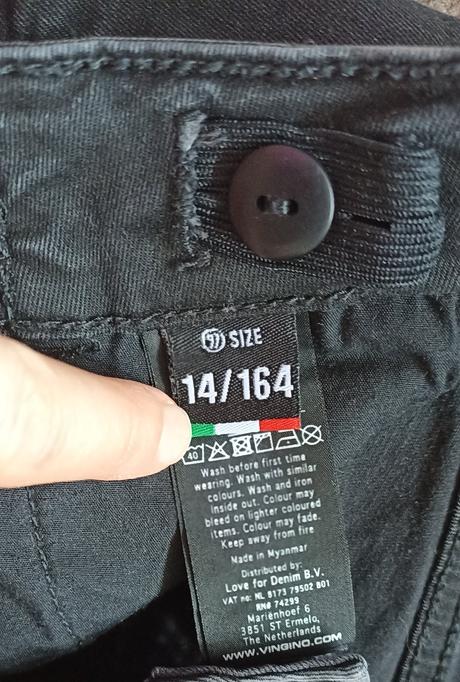 SIZE
14/164
40
Wash before first time
wearing. Wash with similar
colours. Wash and iron
inside out. Colour may
bleed on lighter coloured
items. Colour may fade.
Keep away from fire
Made in Myanmar
Distributed by:
Love for Denim B.V.
VAT no: NL 8173 79502 B01
RN# 74299
Mariënhoef 6
3851 ST Ermelo,
The Netherlands
WWW.VINGINO.COM